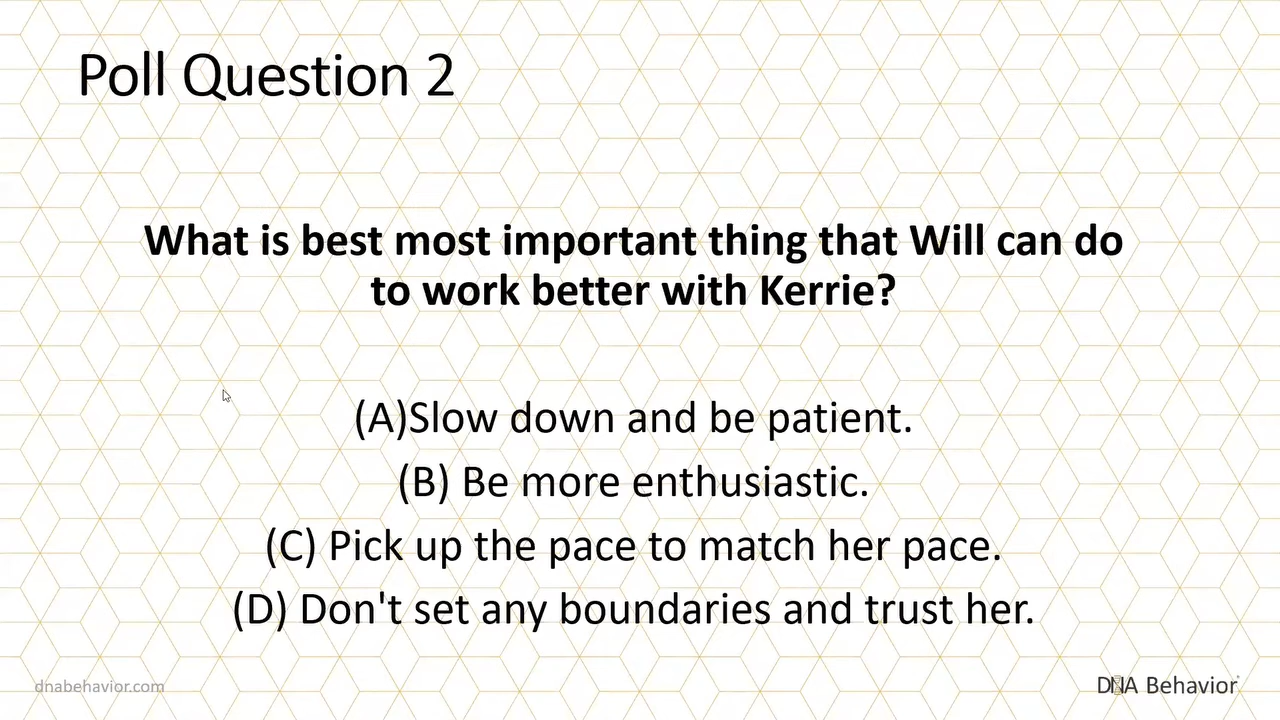 Poll Question 2
What is best most important thing that Will can do
to work better with Kerrie?
(A)Slow down and be patient.
(B) Be more enthusiastic.
(C) Pick up the pace to match her pace.
(D) Don't set any boundaries and trust her.
dnabehavior.com
DNA Behavior